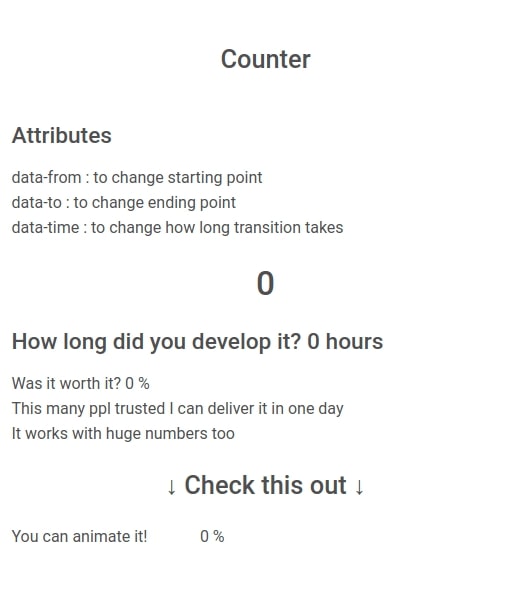 Counter
Attributes
data-from : to change starting point
data-to : to change ending point
data-time : to change how long transition takes
0
How long did you develop it? 0 hours
Was it worth it? 0 %
This many ppl trusted I can deliver it in one day
It works with huge numbers too
↓ Check this out ↓
You can animate it! 0 %